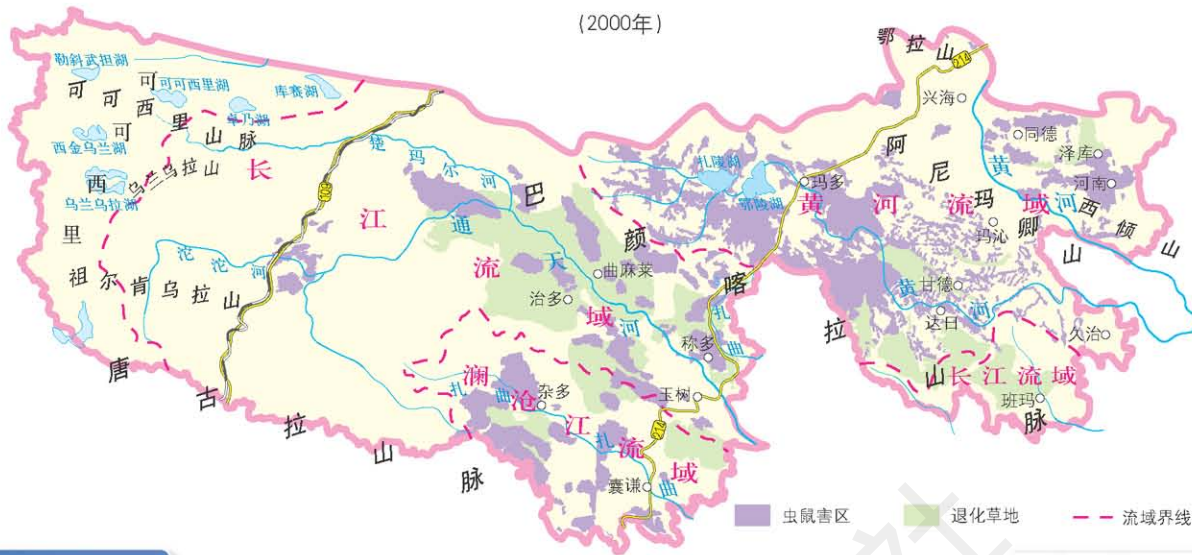 (2000年)
鄂拉山
214
兴海
勒斜武担湖
可可西里湖
库赛湖
卓乃湖
可可西里山脉
可可西里
西金乌兰湖
乌兰乌拉山
乌兰乌拉湖
长江流域
楚玛尔河
沱沱河
祖尔肯乌拉山
通天河
巴颜喀拉山脉
扎陵湖
鄂陵湖
玛多
黄河流域
阿尼玛卿山
黄河
同德
泽库
河南
西倾山
玛沁
曲麻莱
治多
称多
扎曲
甘德
黄河
达日
久治
长江流域
班玛
唐古拉山脉
澜沧江流域
扎曲
杂多
扎曲
玉树
214
囊谦
虫鼠害区
退化草地
流域界线